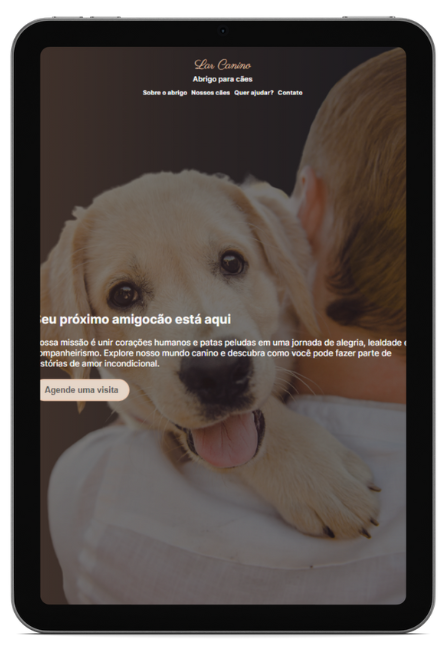 Lar Canino
Abrigo para cães
Sobre o abrigo Nossos cães Quer ajudar? Contato
Seu próximo amigocão está aqui
ossa missão é unir corações humanos e patas peludas em uma jornada de alegria, lealdade e
ompanheirismo. Explore nosso mundo canino e descubra como você pode fazer parte de
stórias de amor incondicional.
Agende uma visita